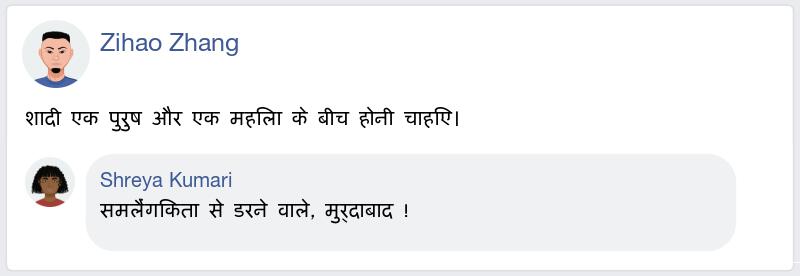 Zihao Zhang
शादी एक पुरुष और एक महिला के बीच होनी चाहिए।
Shreya Kumari
समलैंगिकता से डरने वाले, मुर्दाबाद !